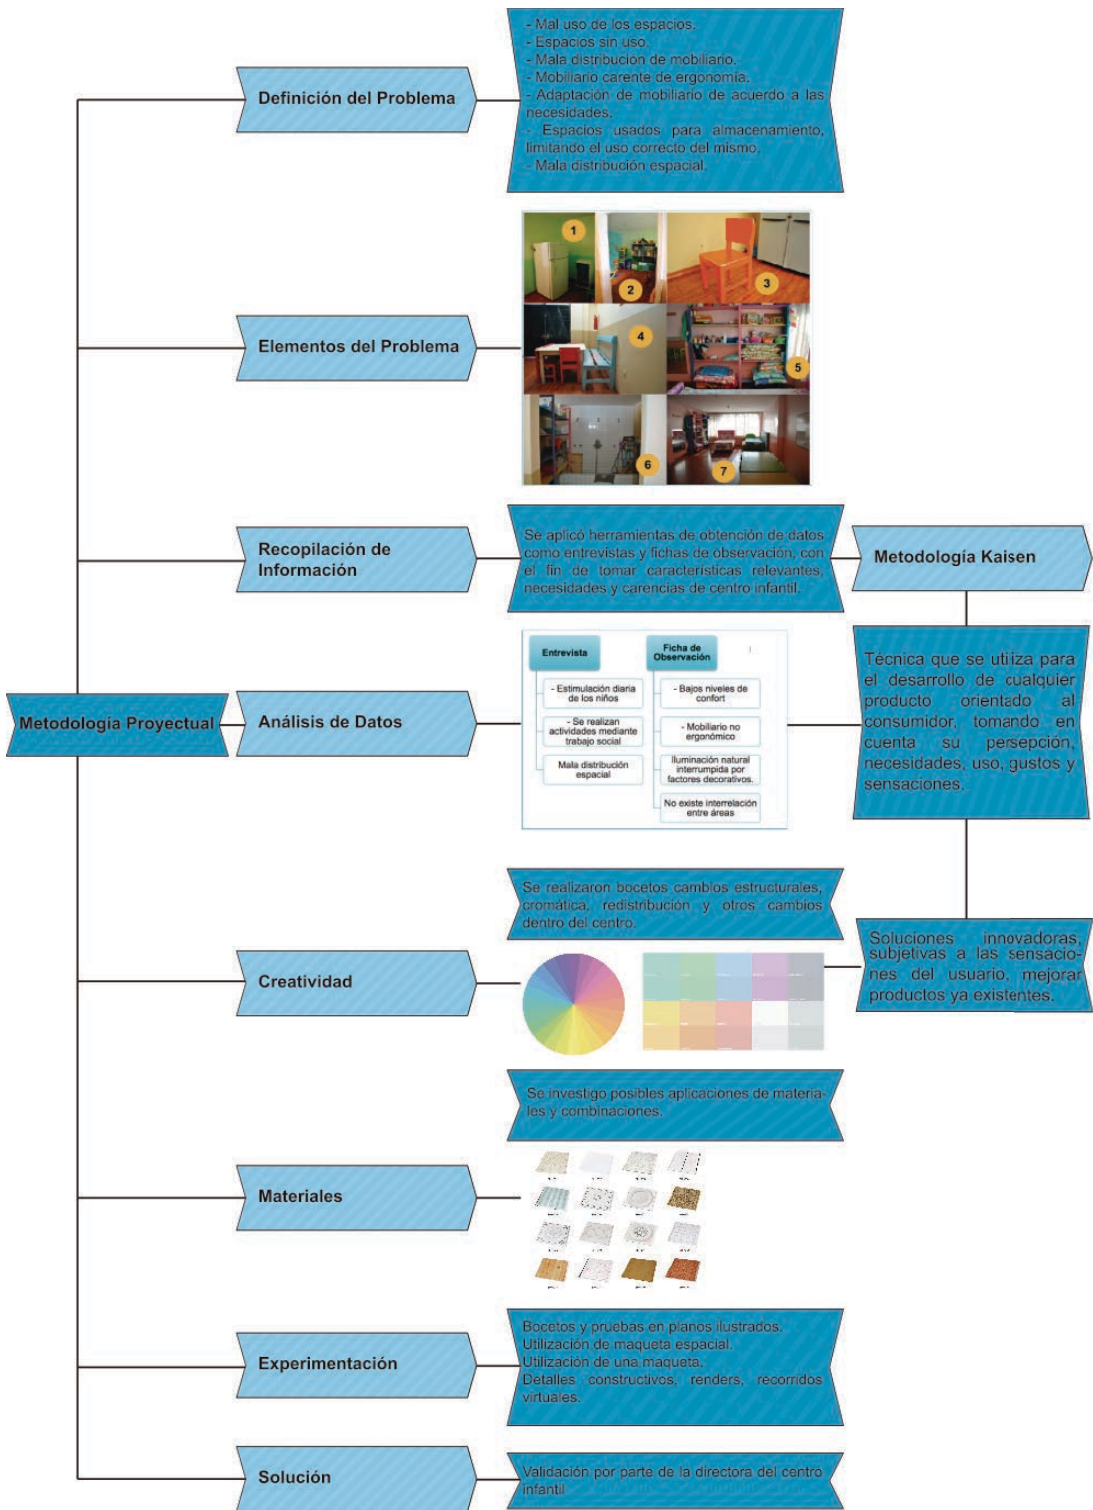 - Mal uso de los espacios.
- Espacios sin uso.
- Mala distribución de mobiliario.
- Mobiliario carente de ergonomía.
- Adaptación de mobiliario de acuerdo a las
necesidades.
- Espacios usados para almacenamiento,
limitando el uso correcto del mismo.
- Mala distribución espacial.
Definición del Problema
1
2
3
4
5
6
7
Elementos del Problema
Recopilación de
Información
Se aplicó herramientas de obtención de datos
como entrevistas y fichas de observación, con
el fin de tomar características relevantes,
necesidades y carencias de centro infantil.
Metodología Kaisen
Metodología Proyectual
Análisis de Datos
Entrevista
- Estimulación diaria
de los niños
- Se realizan
actividades mediante
trabajo social
Mala distribución
espacial
Ficha de
Observación
- Bajos niveles de
confort
- Mobiliario no
ergonómico
Iluminación natural
interrumpida por
factores decorativos.
No existe interrelación
entre áreas
Técnica que se utiliza para
el desarrollo de cualquier
producto orientado al
consumidor, tomando en
cuenta su persepción,
necesidades, uso, gustos y
sensaciones.
Se realizaron bocetos cambios estructurales,
cromática, redistribución y otros cambios
dentro del centro.
Creatividad
Soluciones innovadoras,
subjetivas a las sensacio-
nes del usuario, mejorar
productos ya existentes.
Se investigo posibles aplicaciones de materia-
les y combinaciones.
Materiales
Experimentación
Bocetos y pruebas en planos ilustrados.
Utilización de maqueta espacial.
Utilización de una maqueta.
Detalles constructivos, renders, recorridos
virtuales.
Solución
Validación por parte de la directora del centro
infantil